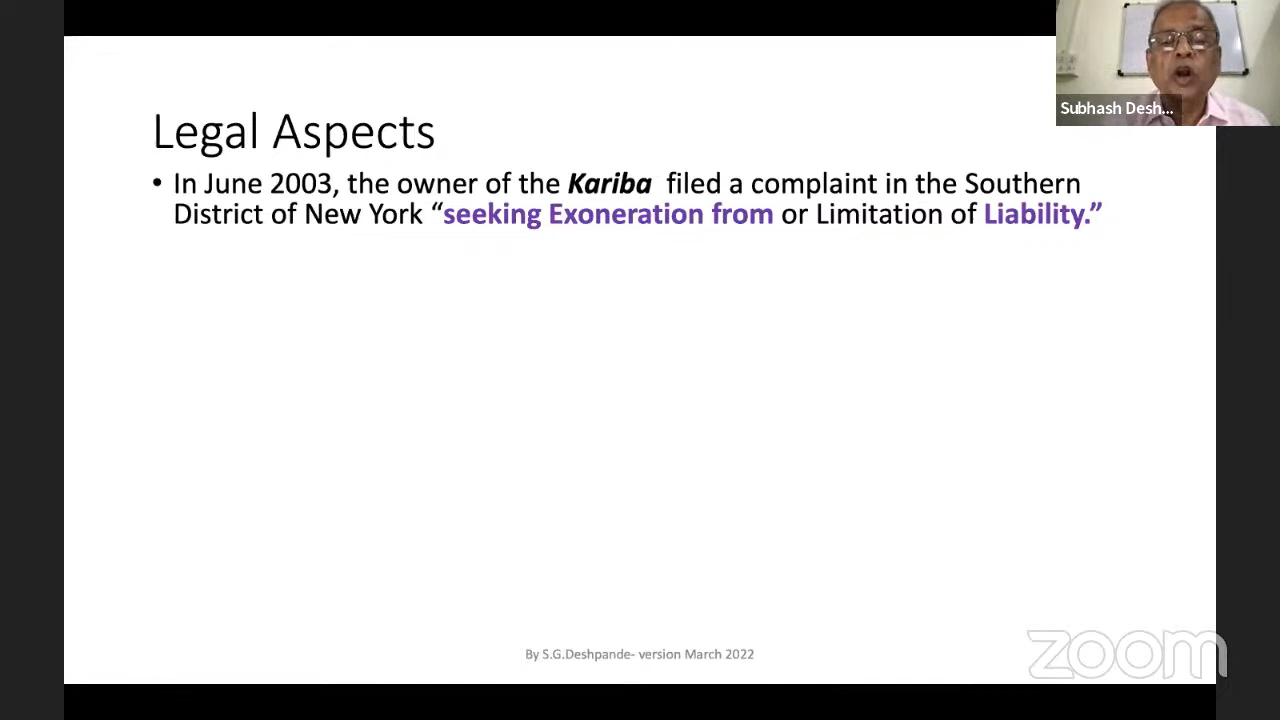 Subhash Desh...
Legal Aspects
• In June 2003, the owner of the Kariba filed a complaint in the Southern
District of New York “seeking Exoneration from or Limitation of Liability.”
By S.G.Deshpande- version March 2022
zoom